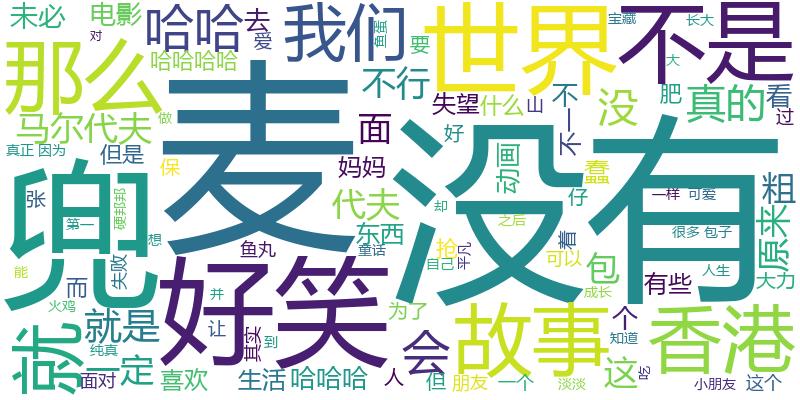 未必
电影
哈哈
去
爱
我们
鱼蛋
要
世界
不是
宝藏
对
长大
大
那么
哈哈哈哈
不行
失望
什么
山
不
没
肥
真的
看
过
马尔代夫
做
麦
面
没有
好
不一
动画
蠢
真正
因为
但是
保
妈妈
代夫
仔
一样
可爱
粗
兜
张
第一
硬邦邦
想
鱼丸
东西
童话
却
之后
着
很多
包子
原来
能
失败
而
好笑
抢
自己
平凡
可以
包
有些
人生
大力
火鸡
并
成长
就
就是
让
其实
到
为了
会
故事
个
知道
香港
纯真
一定
面对
喜欢
生活
哈哈哈
人
但
朋友
一个
淡淡
这
吃
小朋友
这个